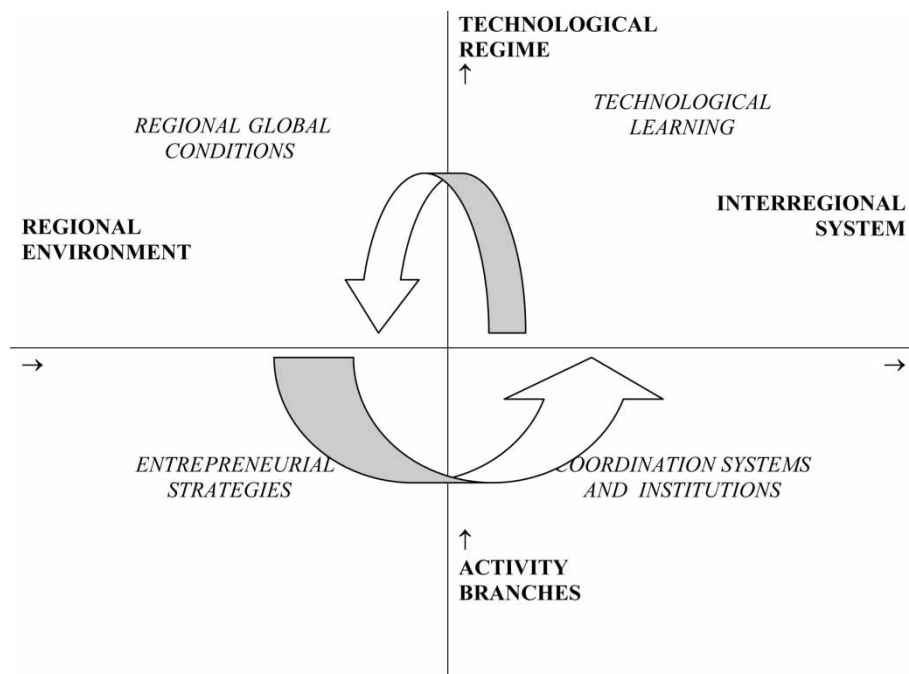 TECHNOLOGICAL
REGIME
↑
REGIONAL GLOBAL
CONDITIONS
TECHNOLOGICAL
LEARNING
REGIONAL
ENVIRONMENT
INTERREGIONAL
SYSTEM
→
→
ENTREPRENEURIAL
STRATEGIES
COORDINATION SYSTEMS
AND INSTITUTIONS
↑
ACTIVITY
BRANCHES